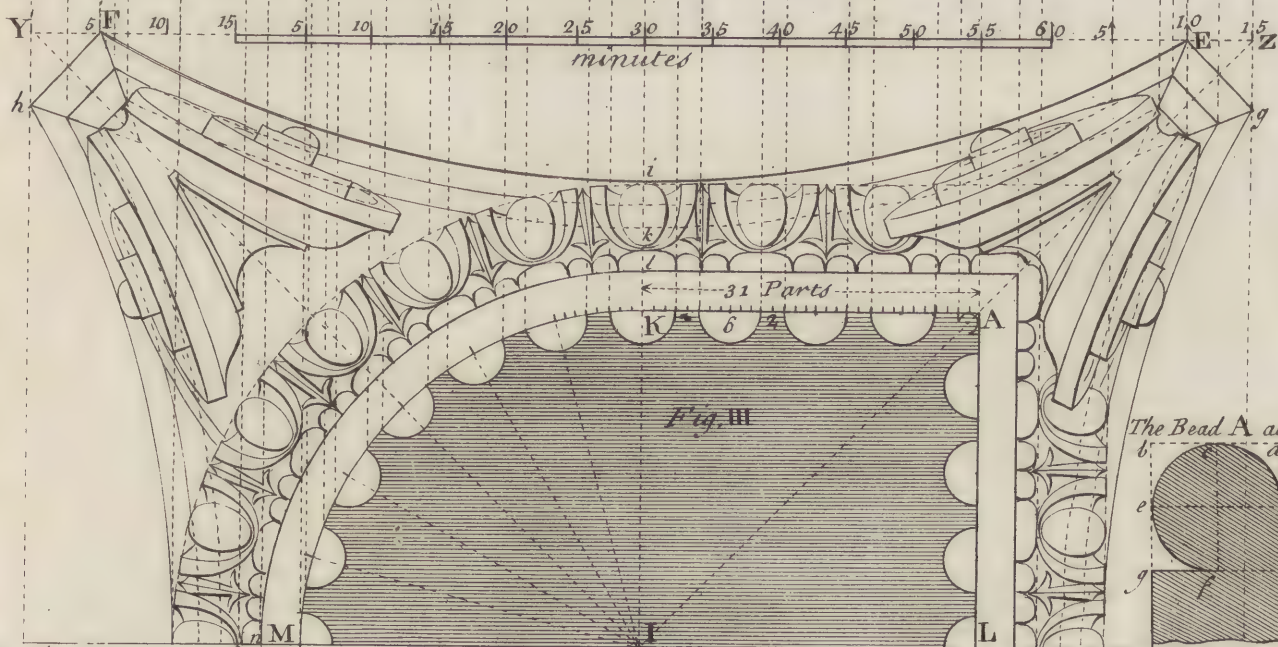 Y 5 F 10 15 5 10 15 20 25 30 35 40 45 50 55 60 5 10 E 15 Z
minutes
h
g
i
k
l
31 Parts
K 6 2 A
Fig. III
The Bead A
b c d
e
g f
n M I L